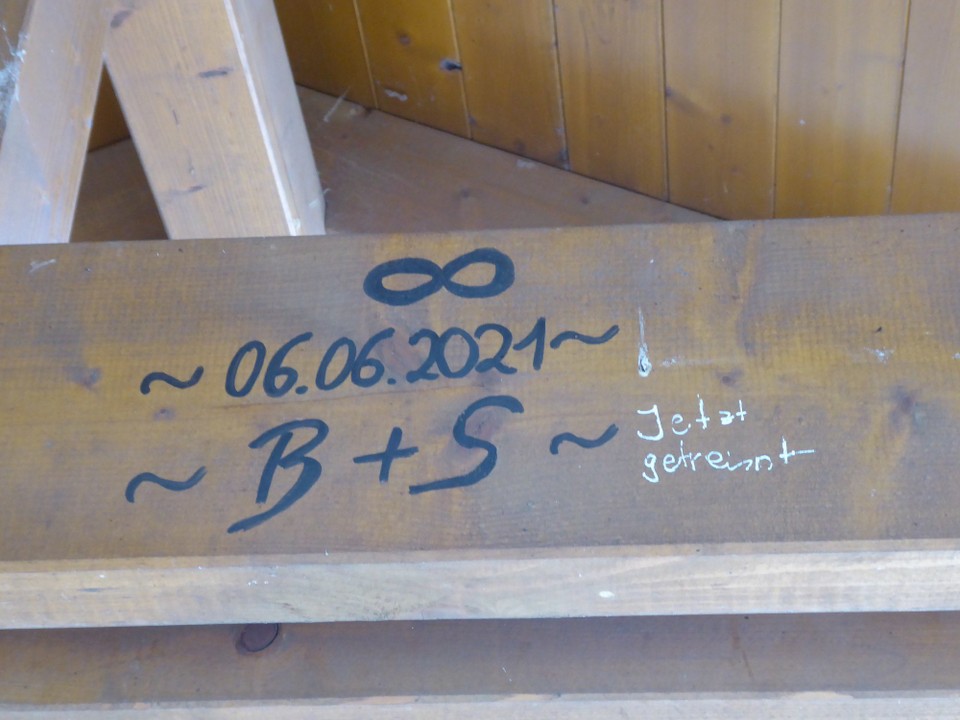 ∞
~ 06.06.2021 ~ !
~ B + S ~
Jetzt
getrennt